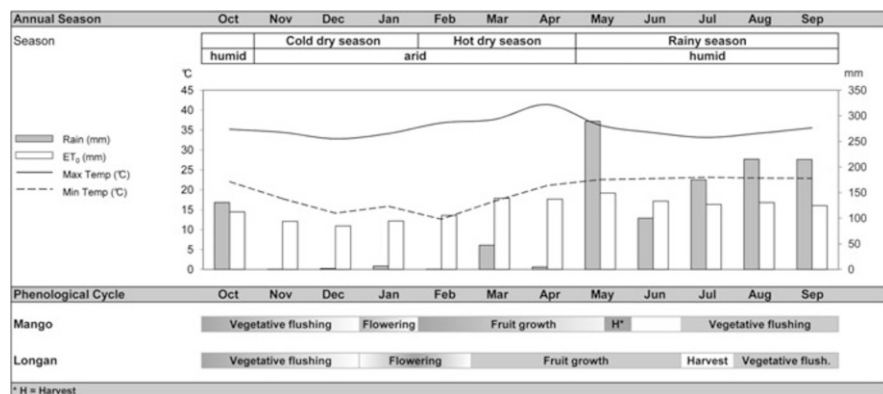 Annual Season Oct Nov Dec Jan Feb Mar Apr May Jun Jul Aug Sep
Season Cold dry season Hot dry season Rainy season
humid arid humid
℃ mm
45 350
40 300
35
30 250
25 200
20 150
15 100
10
5 50
0 0
Rain (mm)
ET₀ (mm)
Max Temp (℃)
Min Temp (℃)
Phenological Cycle Oct Nov Dec Jan Feb Mar Apr May Jun Jul Aug Sep
Mango Vegetative flushing Flowering Fruit growth H* Vegetative flushing
Longan Vegetative flushing Flowering Fruit growth Harvest Vegetative flush.
* H = Harvest